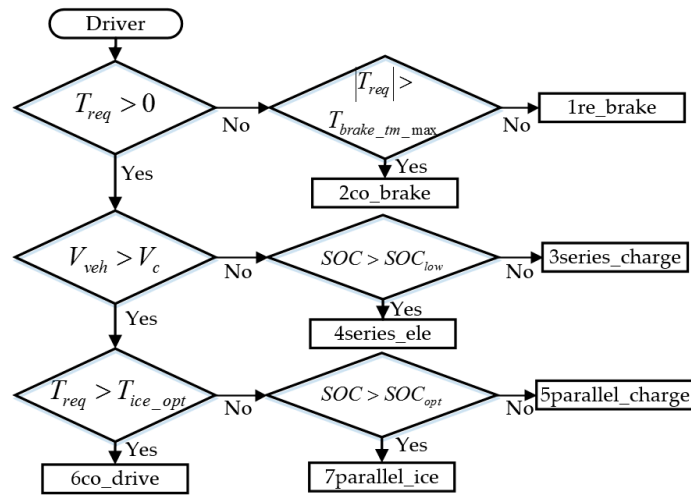 Driver
T_req > 0
No
|T_req| >
T_brake_tm_max
No
1re_brake
Yes
Yes
2co_brake
V_veh > V_c
No
SOC > SOC_low
No
3series_charge
Yes
Yes
4series_ele
T_req > T_ice_opt
No
SOC > SOC_opt
No
5parallel_charge
Yes
Yes
6co_drive
7parallel_ice